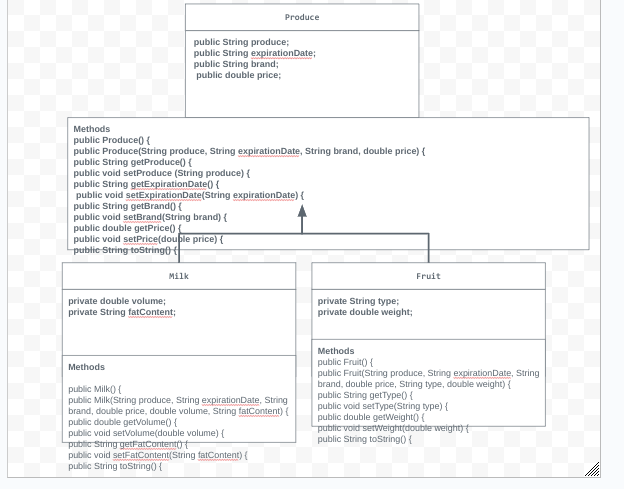 Produce
public String produce;
public String expirationDate;
public String brand;
public double price;
Methods
public Produce() {
public Produce(String produce, String expirationDate, String brand, double price) {
public String getProduce() {
public void setProduce (String produce) {
public String getExpirationDate() {
public void setExpirationDate(String expirationDate) {
public String getBrand() {
public void setBrand(String brand) {
public double getPrice() {
public void setPrice(double price) {
public String toString() {
Milk
private double volume;
private String fatContent;
Methods
public Milk() {
public Milk(String produce, String expirationDate, String
brand, double price, double volume, String fatContent) {
public double getVolume() {
public void setVolume(double volume) {
public String getFatContent() {
public void setFatContent(String fatContent) {
public String toString() {
Fruit
private String type;
private double weight;
Methods
public Fruit() {
public Fruit(String produce, String expirationDate, String
brand, double price, String type, double weight) {
public String getType() {
public void setType(String type) {
public double getWeight() {
public void setWeight(double weight) {
public String toString() {